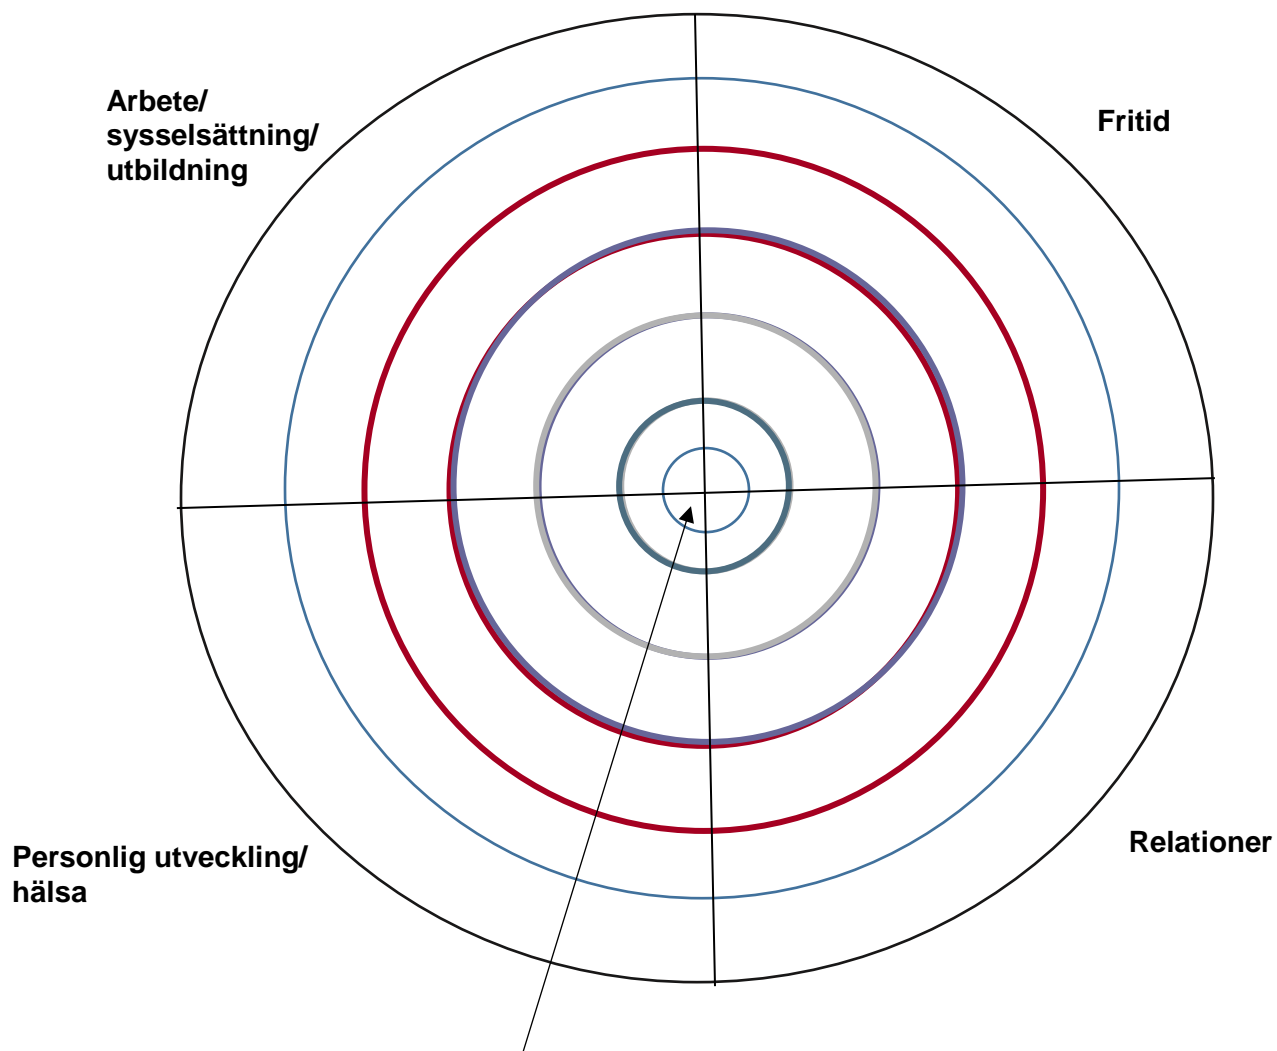 Arbete/
sysselsättning/
utbildning
Fritid
Personlig utveckling/
hälsa
Relationer